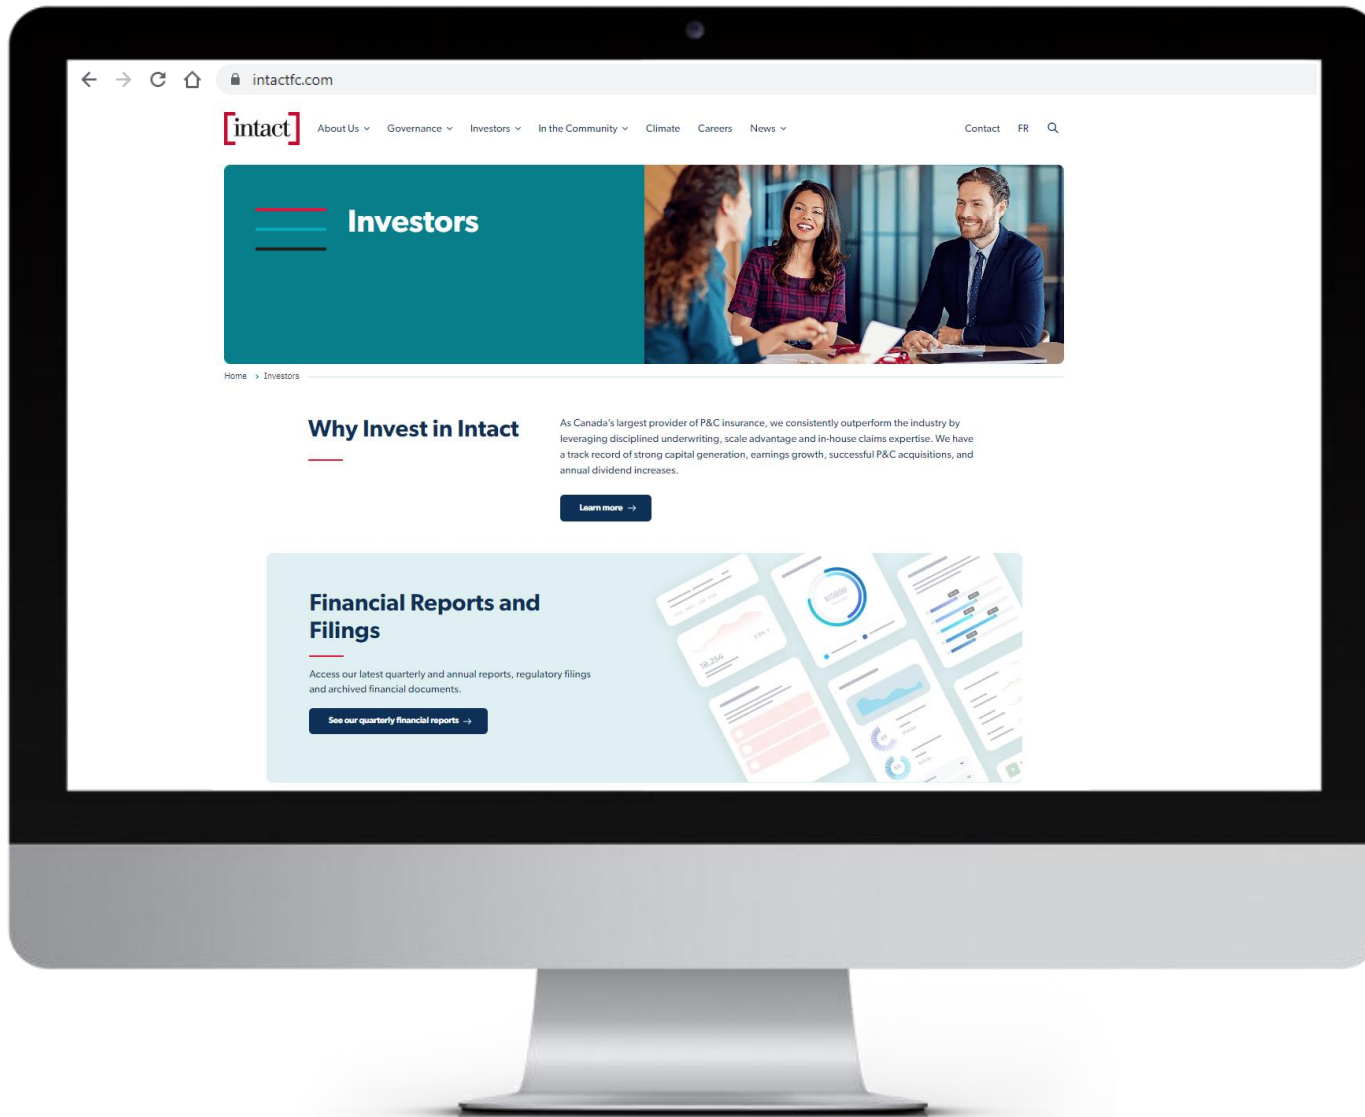 intactfc.com
[intact]
About Us
Governance
Investors
In the Community
Climate
Careers
News
Contact
FR
Investors
Home > Investors
Why Invest in Intact
As Canada's largest provider of P&C insurance, we consistently outperform the industry by
leveraging disciplined underwriting, scale advantage and in-house claims expertise. We have
a track record of strong capital generation, earnings growth, successful P&C acquisitions, and
annual dividend increases.
Learn more →
Financial Reports and
Filings
Access our latest quarterly and annual reports, regulatory filings
and archived financial documents.
See our quarterly financial reports →
18,254